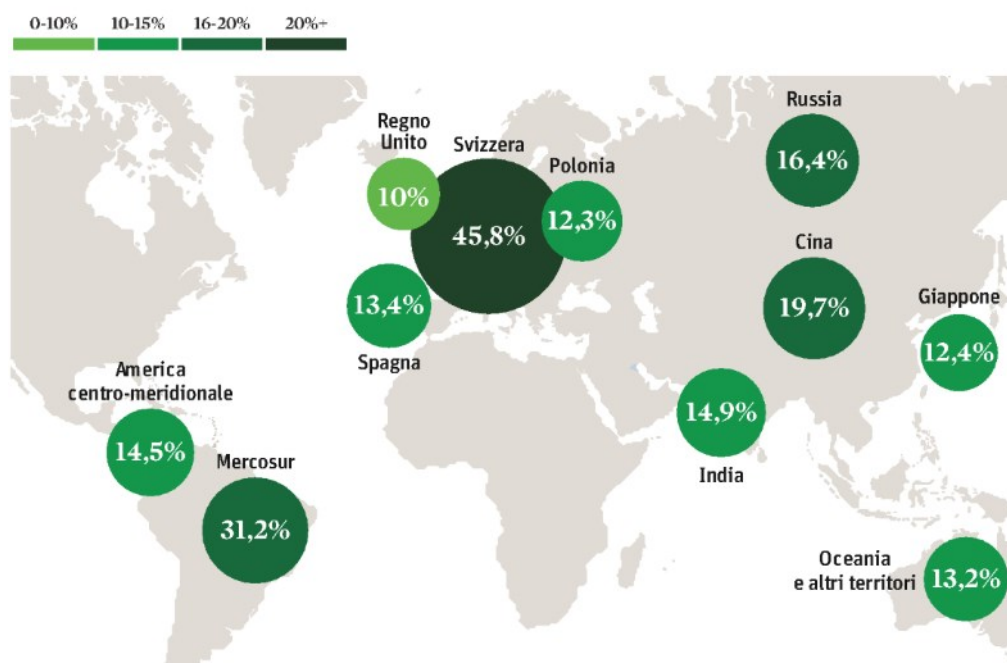 0-10%
10-15%
16-20%
20%+
Russia
16,4%
Regno
Unito
10%
Svizzera
45,8%
Polonia
12,3%
Cina
19,7%
Giappone
12,4%
13,4%
Spagna
America
centro-meridionale
14,5%
14,9%
India
Mercosur
31,2%
Oceania
e altri territori
13,2%